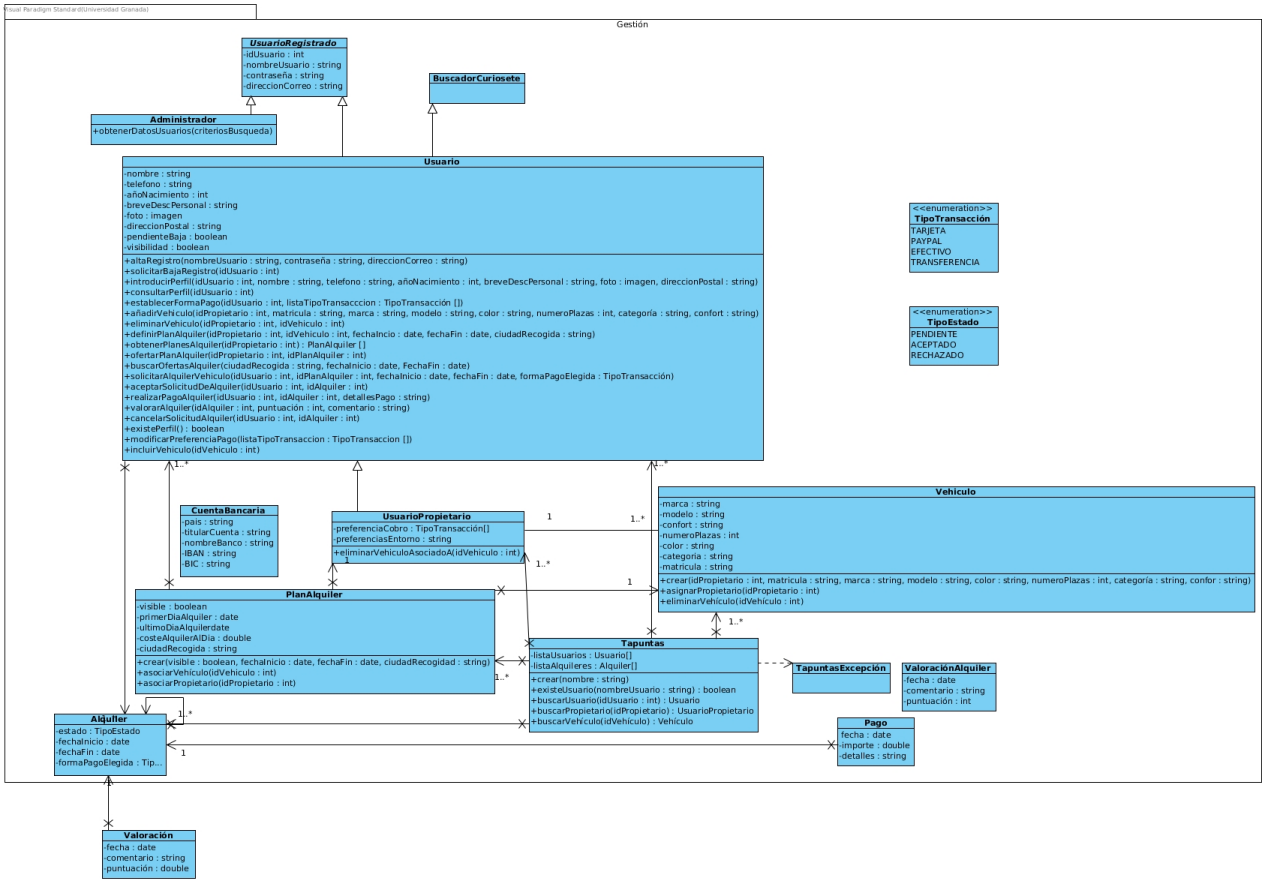 Visual Paradigm Standard(Universidad Granada)
Gestión
UsuarioRegistrado
-idUsuario : int
-nombreUsuario : string
-contraseña : string
-direccionCorreo : string
BuscadorCuriosete
Administrador
+obtenerDatosUsuarios(criteriosBusqueda)
Usuario
-nombre : string
-telefono : string
-añoNacimiento : int
-breveDescPersonal : string
-foto : imagen
-direccionPostal : string
-pendienteBaja : boolean
-visibilidad : boolean
+altaRegistro(nombreUsuario : string, contraseña : string, direccionCorreo : string)
+solicitarBajaRegistro(idUsuario : int)
+introducirPerfil(idUsuario : int, nombre : string, telefono : string, añoNacimiento : int, breveDescPersonal : string, foto : imagen, direccionPostal : string)
+consultarPerfil(idUsuario : int)
+establecerFormaPago(idUsuario : int, listaTipoTransacccion : TipoTransacción [])
+añadirVehiculo(idPropietario : int, matricula : string, marca : string, modelo : string, color : string, numeroPlazas : int, categoría : string, confort : string)
+eliminarVehiculo(idPropietario : int, idVehiculo : int)
+definirPlanAlquiler(idPropietario : int, idVehiculo : int, fechaIncio : date, fechaFin : date, ciudadRecogida : string)
+obtenerPlanesAlquiler(idPropietario : int) : PlanAlquiler []
+ofertarPlanAlquiler(idPropietario : int, idPlanAlquiler : int)
+buscarOfertasAlquiler(ciudadRecogida : string, fechaInicio : date, FechaFin : date)
+solicitarAlquilerVehiculo(idUsuario : int, idPlanAlquiler : int, fechaInicio : date, fechaFin : date, formaPagoElegida : TipoTransacción)
+aceptarSolicitudDeAlquiler(idUsuario : int, idAlquiler : int)
+realizarPagoAlquiler(idUsuario : int, idAlquiler : int, detallesPago : string)
+valorarAlquiler(idAlquiler : int, puntuación : int, comentario : string)
+cancelarSolicitudAlquiler(idUsuario : int, idAlquiler : int)
+existePerfil() : boolean
+modificarPreferenciaPago(listaTipoTransaccion : TipoTransaccion [])
+incluirVehiculo(idVehiculo : int)
<<enumeration>>
TipoTransacción
TARJETA
PAYPAL
EFECTIVO
TRANSFERENCIA
<<enumeration>>
TipoEstado
PENDIENTE
ACEPTADO
RECHAZADO
1..*
1..*
CuentaBancaria
-pais : string
-titularCuenta : string
-nombreBanco : string
-IBAN : string
-BIC : string
UsuarioPropietario
-preferenciaCobro : TipoTransacción[]
-preferenciasEntorno : string
+eliminarVehiculoAsociadoA(idVehiculo : int)
1
1..*
1
1..*
1
Vehiculo
-marca : string
-modelo : string
-confort : string
-numeroPlazas : int
-color : string
-categoria : string
-matricula : string
+crear(idPropietario : int, matricula : string, marca : string, modelo : string, color : string, numeroPlazas : int, categoría : string, confor : string)
+asignarPropietario(idPropietario : int)
+eliminarVehículo(idVehículo : int)
PlanAlquiler
-visible : boolean
-primerDiaAlquiler : date
-ultimoDiaAlquilerdate
-costeAlquilerAlDia : double
-ciudadRecogida : string
+crear(visible : boolean, fechaInicio : date, fechaFin : date, ciudadRecogidad : string)
+asociarVehículo(idVehiculo : int)
+asociarPropietario(idPropietario : int)
1..*
1..*
Tapuntas
-listaUsuarios : Usuario[]
-listaAlquileres : Alquiler[]
+crear(nombre : string)
+existeUsuario(nombreUsuario : string) : boolean
+buscarUsuario(idUsuario : int) : Usuario
+buscarPropietario(idPropietario) : UsuarioPropietario
+buscarVehículo(idVehículo) : Vehículo
TapuntasExcepción
ValoraciónAlquiler
-fecha : date
-comentario : string
-puntuación : int
1..*
Alquiler
-estado : TipoEstado
-fechaInicio : date
-fechaFin : date
-formaPagoElegida : Tip...
1
Pago
fecha : date
-importe : double
-detalles : string
1
Valoración
-fecha : date
-comentario : string
-puntuación : double